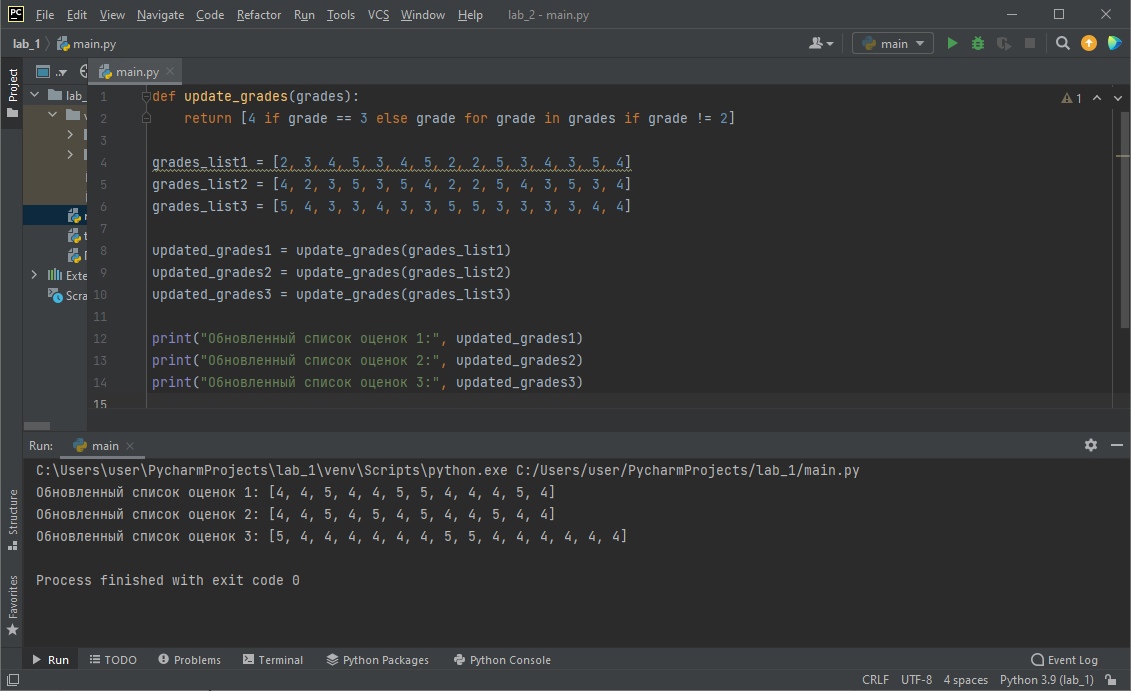 PC File Edit View Navigate Code Refactor Run Tools VCS Window Help lab_2 - main.py
lab_1 main.py main
Project main.py
lab_
1 def update_grades(grades): 1
2 return [4 if grade == 3 else grade for grade in grades if grade != 2]
3
4 grades_list1 = [2, 3, 4, 5, 3, 4, 5, 2, 2, 5, 3, 4, 3, 5, 4]
5 grades_list2 = [4, 2, 3, 5, 3, 5, 4, 2, 2, 5, 4, 3, 5, 3, 4]
6 grades_list3 = [5, 4, 3, 3, 4, 3, 3, 5, 5, 3, 3, 3, 3, 4, 4]
7
8 updated_grades1 = update_grades(grades_list1)
9 updated_grades2 = update_grades(grades_list2)
Exte
10 updated_grades3 = update_grades(grades_list3)
Scra
11
12 print("Обновленный список оценок 1:", updated_grades1)
13 print("Обновленный список оценок 2:", updated_grades2)
14 print("Обновленный список оценок 3:", updated_grades3)
15
Run: main
C:\Users\user\PycharmProjects\lab_1\venv\Scripts\python.exe C:/Users/user/PycharmProjects/lab_1/main.py
Обновленный список оценок 1: [4, 4, 5, 4, 4, 5, 5, 4, 4, 4, 5, 4]
Обновленный список оценок 2: [4, 4, 5, 4, 5, 4, 5, 4, 4, 5, 4, 4]
Обновленный список оценок 3: [5, 4, 4, 4, 4, 4, 4, 5, 5, 4, 4, 4, 4, 4, 4]
Process finished with exit code 0
Structure
Favorites
Run TODO Problems Terminal Python Packages Python Console Event Log
CRLF UTF-8 4 spaces Python 3.9 (lab_1)